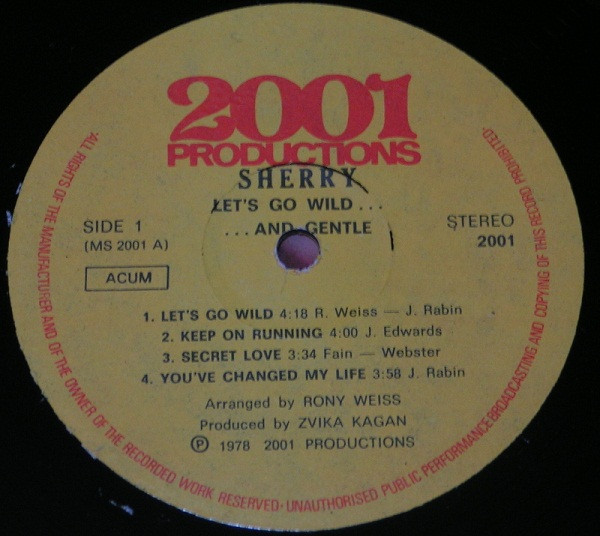 2001
PRODUCTIONS
SHERRY
LET'S GO WILD...
...AND GENTLE
SIDE 1
(MS 2001 A)
ACUM
STEREO
2001
1. LET'S GO WILD 4:18 R. Weiss — J. Rabin
2. KEEP ON RUNNING 4:00 J. Edwards
3. SECRET LOVE 3:34 Fain — Webster
4. YOU'VE CHANGED MY LIFE 3:58 J. Rabin
Arranged by RONY WEISS
Produced by ZVIKA KAGAN
Ⓟ 1978 2001 PRODUCTIONS
·ALL RIGHTS OF THE MANUFACTURER AND OF THE OWNER OF THE RECORDED WORK RESERVED·UNAUTHORISED PUBLIC PERFORMANCE BROADCASTING AND COPYING OF THIS RECORD PROHIBITED·